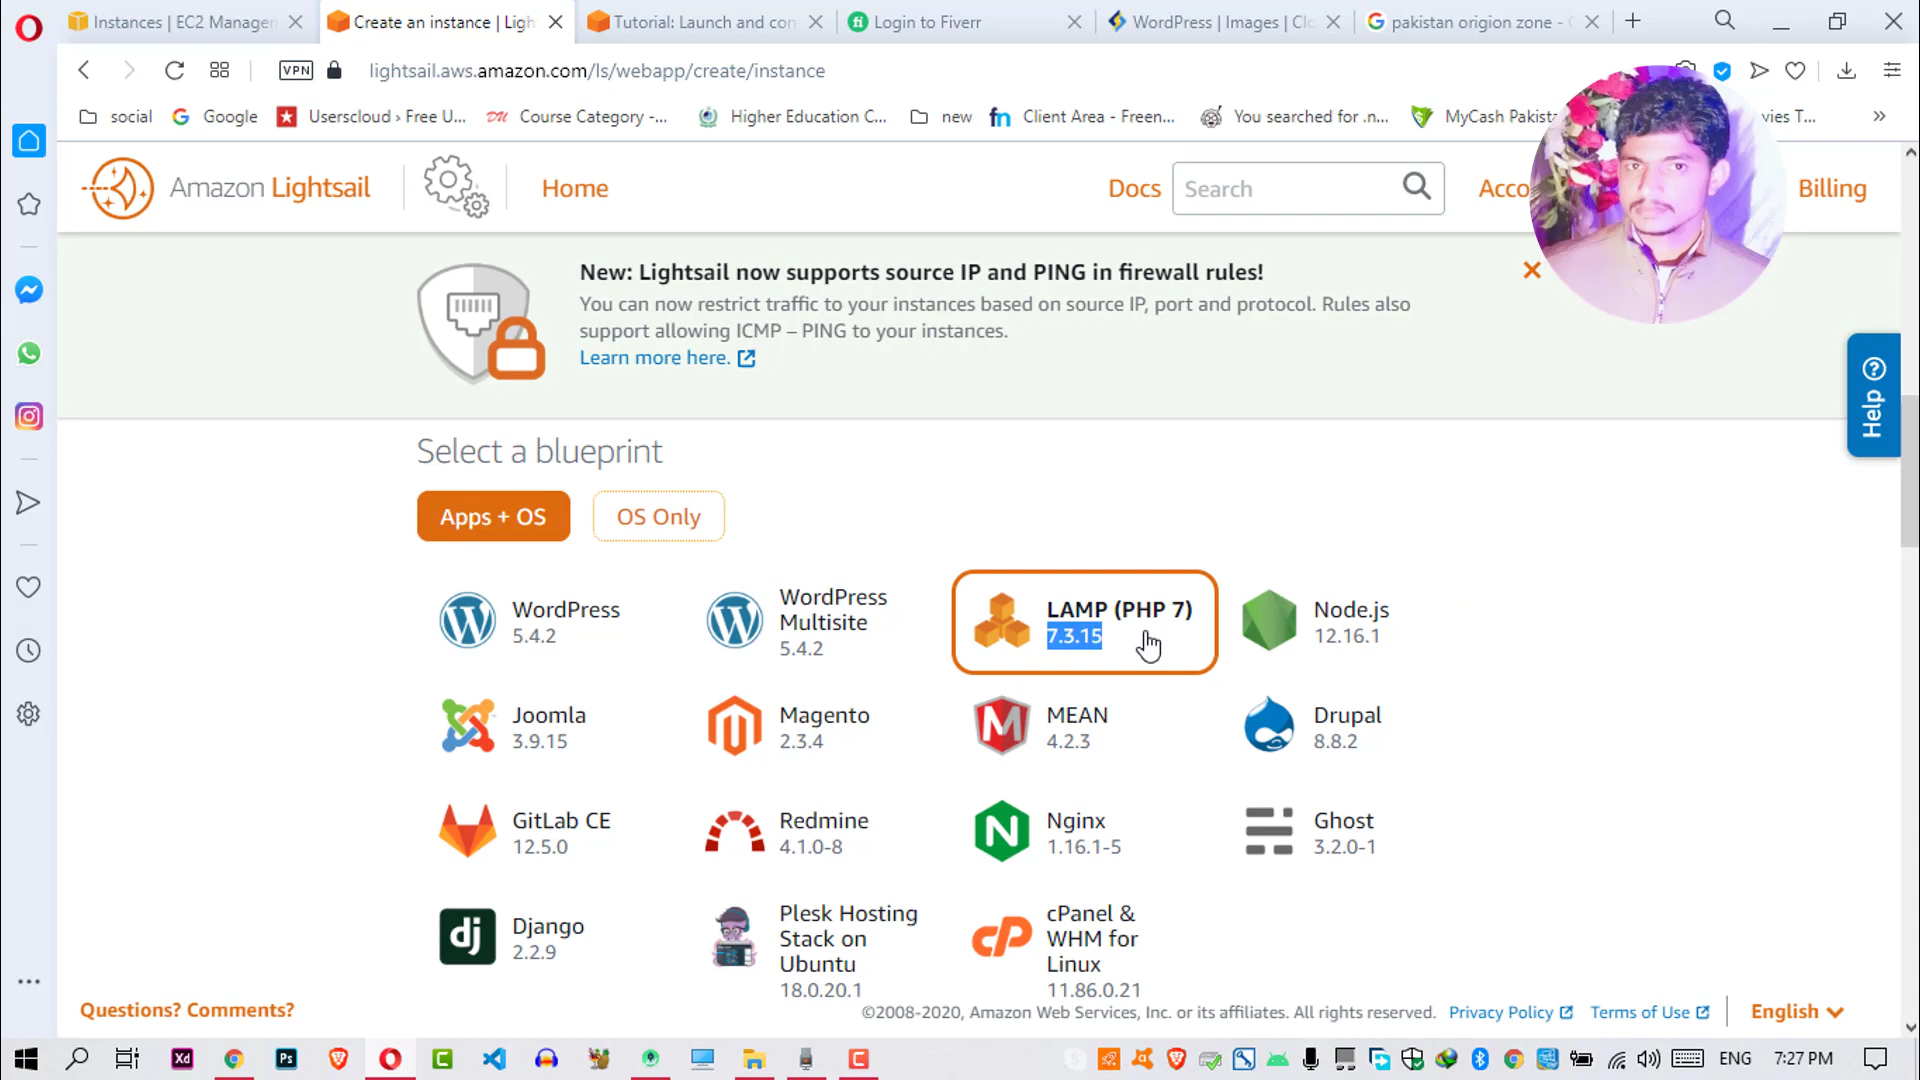 Instances | EC2 Managem
Create an instance | Ligh
Tutorial: Launch and con
Login to Fiverr
WordPress | Images | Clo
pakistan origion zone - G
VPN
lightsail.aws.amazon.com/ls/webapp/create/instance
social
Google
Userscloud › Free U...
DU
Course Category -...
Higher Education C...
new
fn
Client Area - Freen...
You searched for .n...
MyCash Pakista
vies T...
Amazon Lightsail
Home
Docs
Search
Acco
Billing
New: Lightsail now supports source IP and PING in firewall rules!
You can now restrict traffic to your instances based on source IP, port and protocol. Rules also
support allowing ICMP – PING to your instances.
Learn more here.
Help
Select a blueprint
Apps + OS
OS Only
WordPress
5.4.2
WordPress
Multisite
5.4.2
LAMP (PHP 7)
7.3.15
Node.js
12.16.1
Joomla
3.9.15
Magento
2.3.4
MEAN
4.2.3
Drupal
8.8.2
GitLab CE
12.5.0
Redmine
4.1.0-8
Nginx
1.16.1-5
Ghost
3.2.0-1
dj
Django
2.2.9
Plesk Hosting
Stack on
Ubuntu
18.0.20.1
cP
cPanel &
WHM for
Linux
11.86.0.21
Questions? Comments?
©2008-2020, Amazon Web Services, Inc. or its affiliates. All rights reserved.
Privacy Policy
Terms of Use
English
Xd
Ps
ENG
7:27 PM